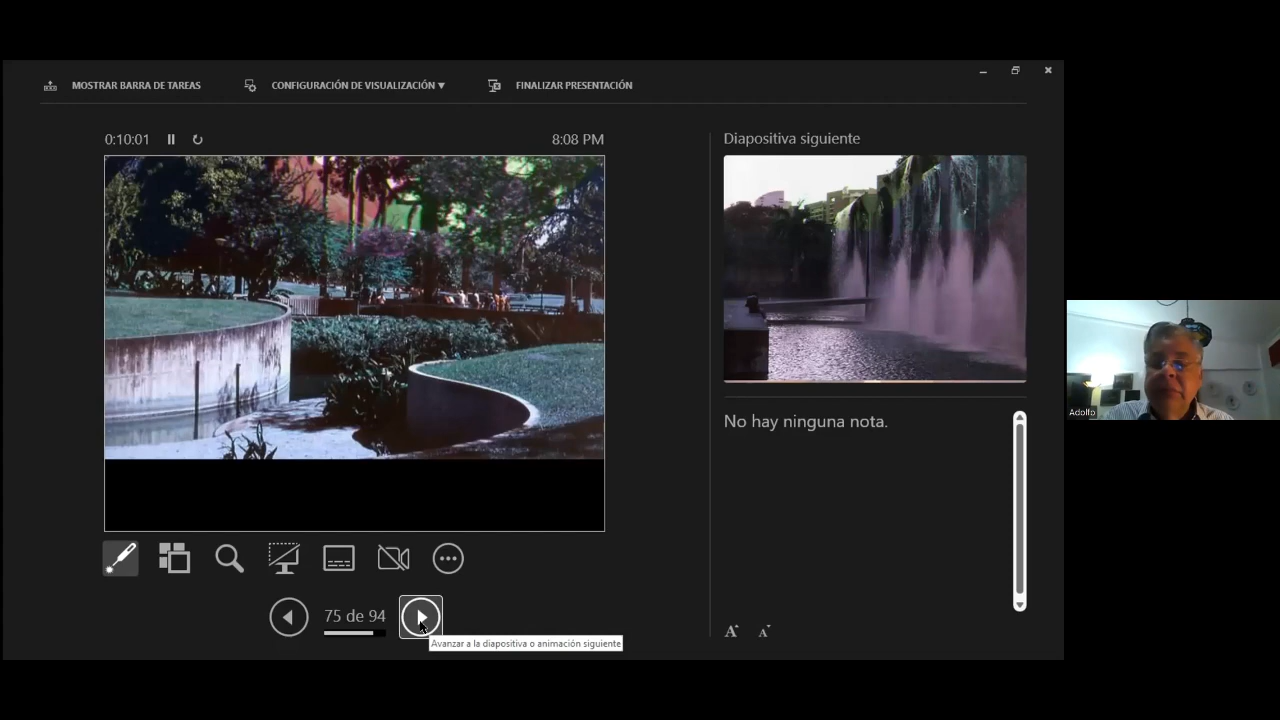 MOSTRAR BARRA DE TAREAS
CONFIGURACIÓN DE VISUALIZACIÓN ▼
FINALIZAR PRESENTACIÓN
0:10:01
8:08 PM
Diapositiva siguiente
No hay ninguna nota.
Adolfo
75 de 94
Avanzar a la diapositiva o animación siguiente
A A